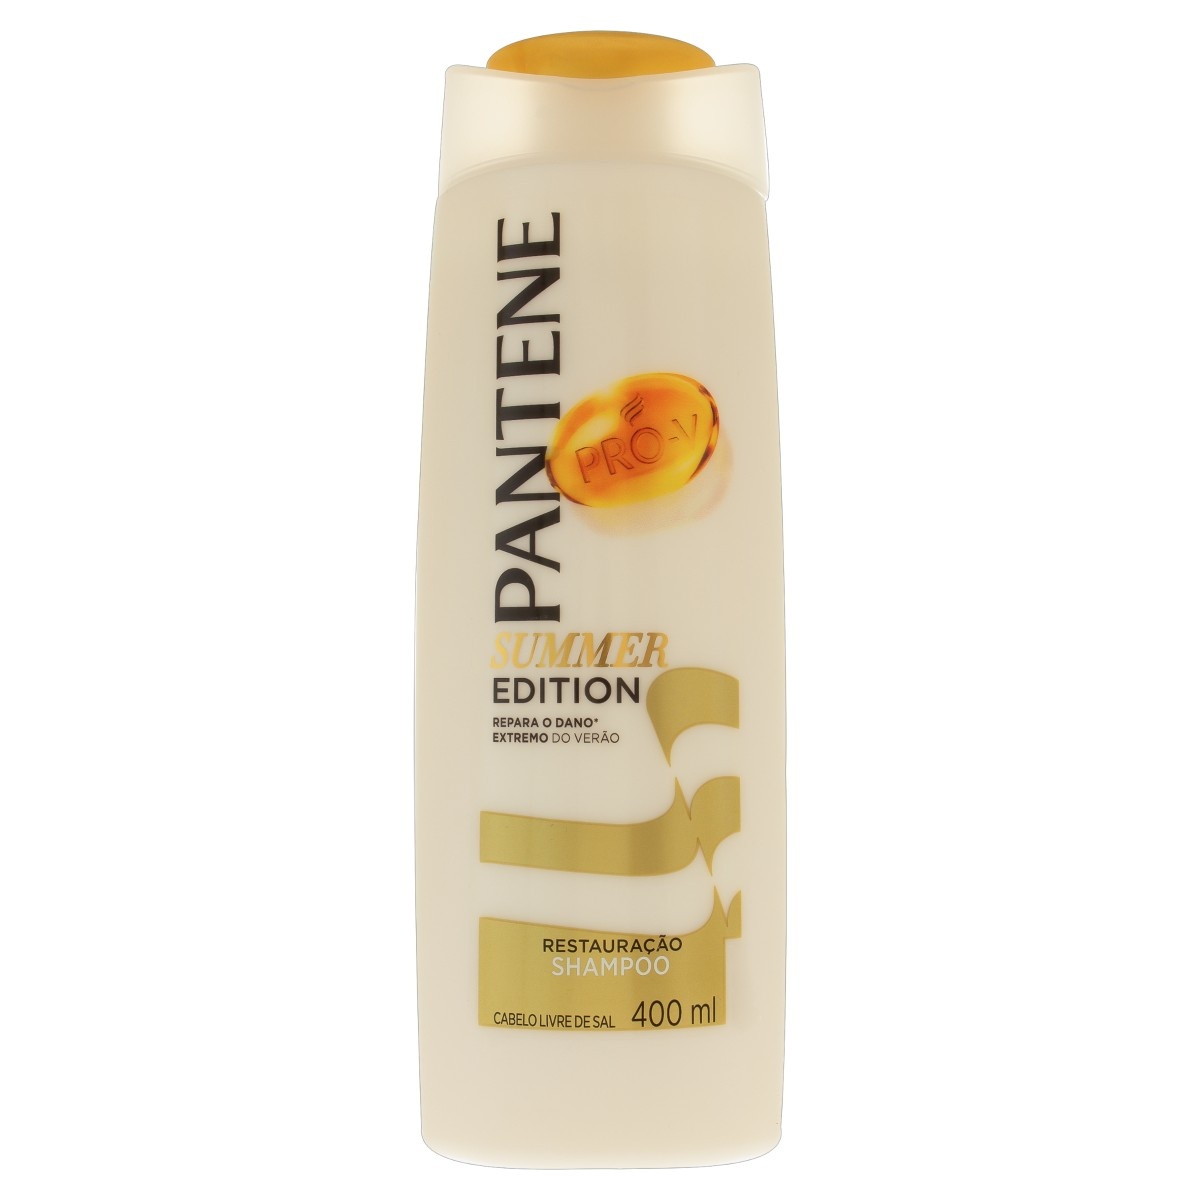 PANTENE
PRO-V
SUMMER
EDITION
REPARA O DANO*
EXTREMO DO VERÃO
RESTAURAÇÃO
SHAMPOO
CABELO LIVRE DE SAL 400 ml